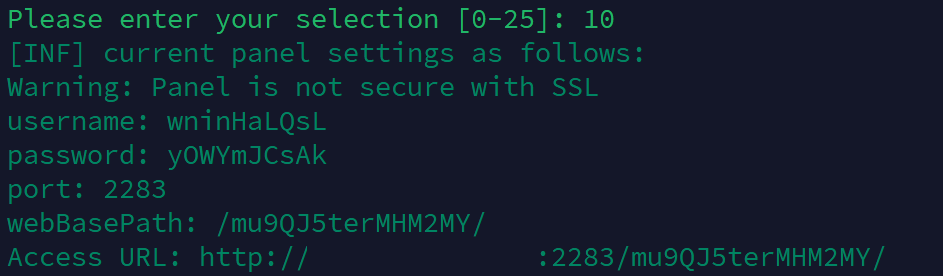 Please enter your selection [0-25]: 10
[INF] current panel settings as follows:
Warning: Panel is not secure with SSL
username: wninHaLQsL
password: yOWYmJCsAk
port: 2283
webBasePath: /mu9QJ5terMHM2MY/
Access URL: http://               :2283/mu9QJ5terMHM2MY/